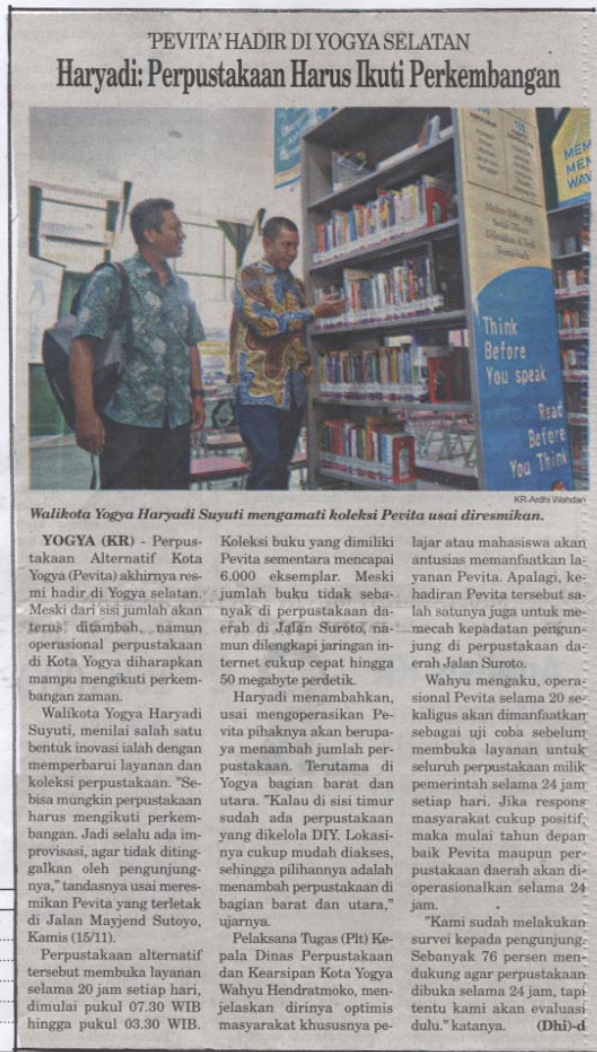 'PEVITA' HADIR DI YOGYA SELATAN
Haryadi: Perpustakaan Harus Ikuti Perkembangan
MEM
MEN
WAW
Think
Before
You speak
Read
Before
You Think
KR-Ardhi Wahdan
Walikota Yogya Haryadi Suyuti mengamati koleksi Pevita usai diresmikan.
YOGYA (KR) - Perpus-
takaan Alternatif Kota
Yogya (Pevita) akhirnya res-
mi hadir di Yogya selatan.
Meski dari sisi jumlah akan
terus ditambah, namun
operasional perpustakaan
di Kota Yogya diharapkan
mampu mengikuti perkem-
bangan zaman.
Walikota Yogya Haryadi
Suyuti, menilai salah satu
bentuk inovasi ialah dengan
memperbarui layanan dan
koleksi perpustakaan. "Se-
bisa mungkin perpustakaan
harus mengikuti perkem-
bangan. Jadi selalu ada im-
provisasi, agar tidak diting-
galkan oleh pengunjung-
nya," tandasnya usai meres-
mikan Pevita yang terletak
di Jalan Mayjend Sutoyo,
Kamis (15/11).
Perpustakaan alternatif
tersebut membuka layanan
selama 20 jam setiap hari,
dimulai pukul 07.30 WIB
hingga pukul 03.30 WIB.
Koleksi buku yang dimiliki
Pevita sementara mencapai
6.000 eksemplar. Meski
jumlah buku tidak seba-
nyak di perpustakaan da-
erah di Jalan Suroto, na-
mun dilengkapi jaringan in-
ternet cukup cepat hingga
50 megabyte perdetik.
Haryadi menambahkan,
usai mengoperasikan Pe-
vita pihaknya akan berupa-
ya menambah jumlah per-
pustakaan. Terutama di
Yogya bagian barat dan
utara. "Kalau di sisi timur
sudah ada perpustakaan
yang dikelola DIY. Lokasi-
nya cukup mudah diakses,
sehingga pilihannya adalah
menambah perpustakaan di
bagian barat dan utara,"
ujarnya.
Pelaksana Tugas (Plt) Ke-
pala Dinas Perpustakaan
dan Kearsipan Kota Yogya
Wahyu Hendratmoko, men-
jelaskan dirinya optimis
masyarakat khususnya pe-
lajar atau mahasiswa akan
antusias memanfaatkan la-
yanan Pevita. Apalagi, ke-
hadiran Pevita tersebut sa-
lah satunya juga untuk me-
mecah kepadatan pengun-
jung di perpustakaan da-
erah Jalan Suroto.
Wahyu mengaku, opera-
sional Pevita selama 20 se-
kaligus akan dimanfaatkan
sebagai uji coba sebelum
membuka layanan untuk
seluruh perpustakaan milik
pemerintah selama 24 jam
setiap hari. Jika respons
masyarakat cukup positif,
maka mulai tahun depan
baik Pevita maupun per-
pustakaan daerah akan di-
operasionalkan selama 24
jam.
"Kami sudah melakukan
survei kepada pengunjung.
Sebanyak 76 persen men-
dukung agar perpustakaan
dibuka selama 24 jam, tapi
tentu kami akan evaluasi
dulu." katanya. (Dhi)-d